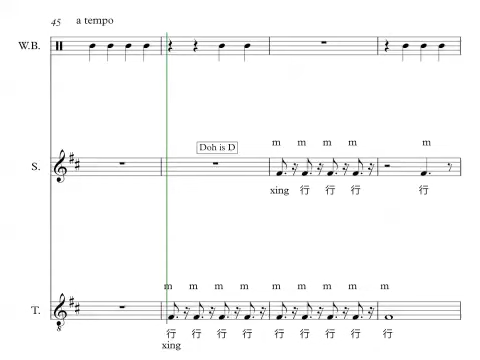 45 a tempo
W.B.
Doh is D
m m m m m
S.
xing 行 行 行 行
m m m m m m m m m
T.
8
行 行 行 行 行 行 行 行 行
xing